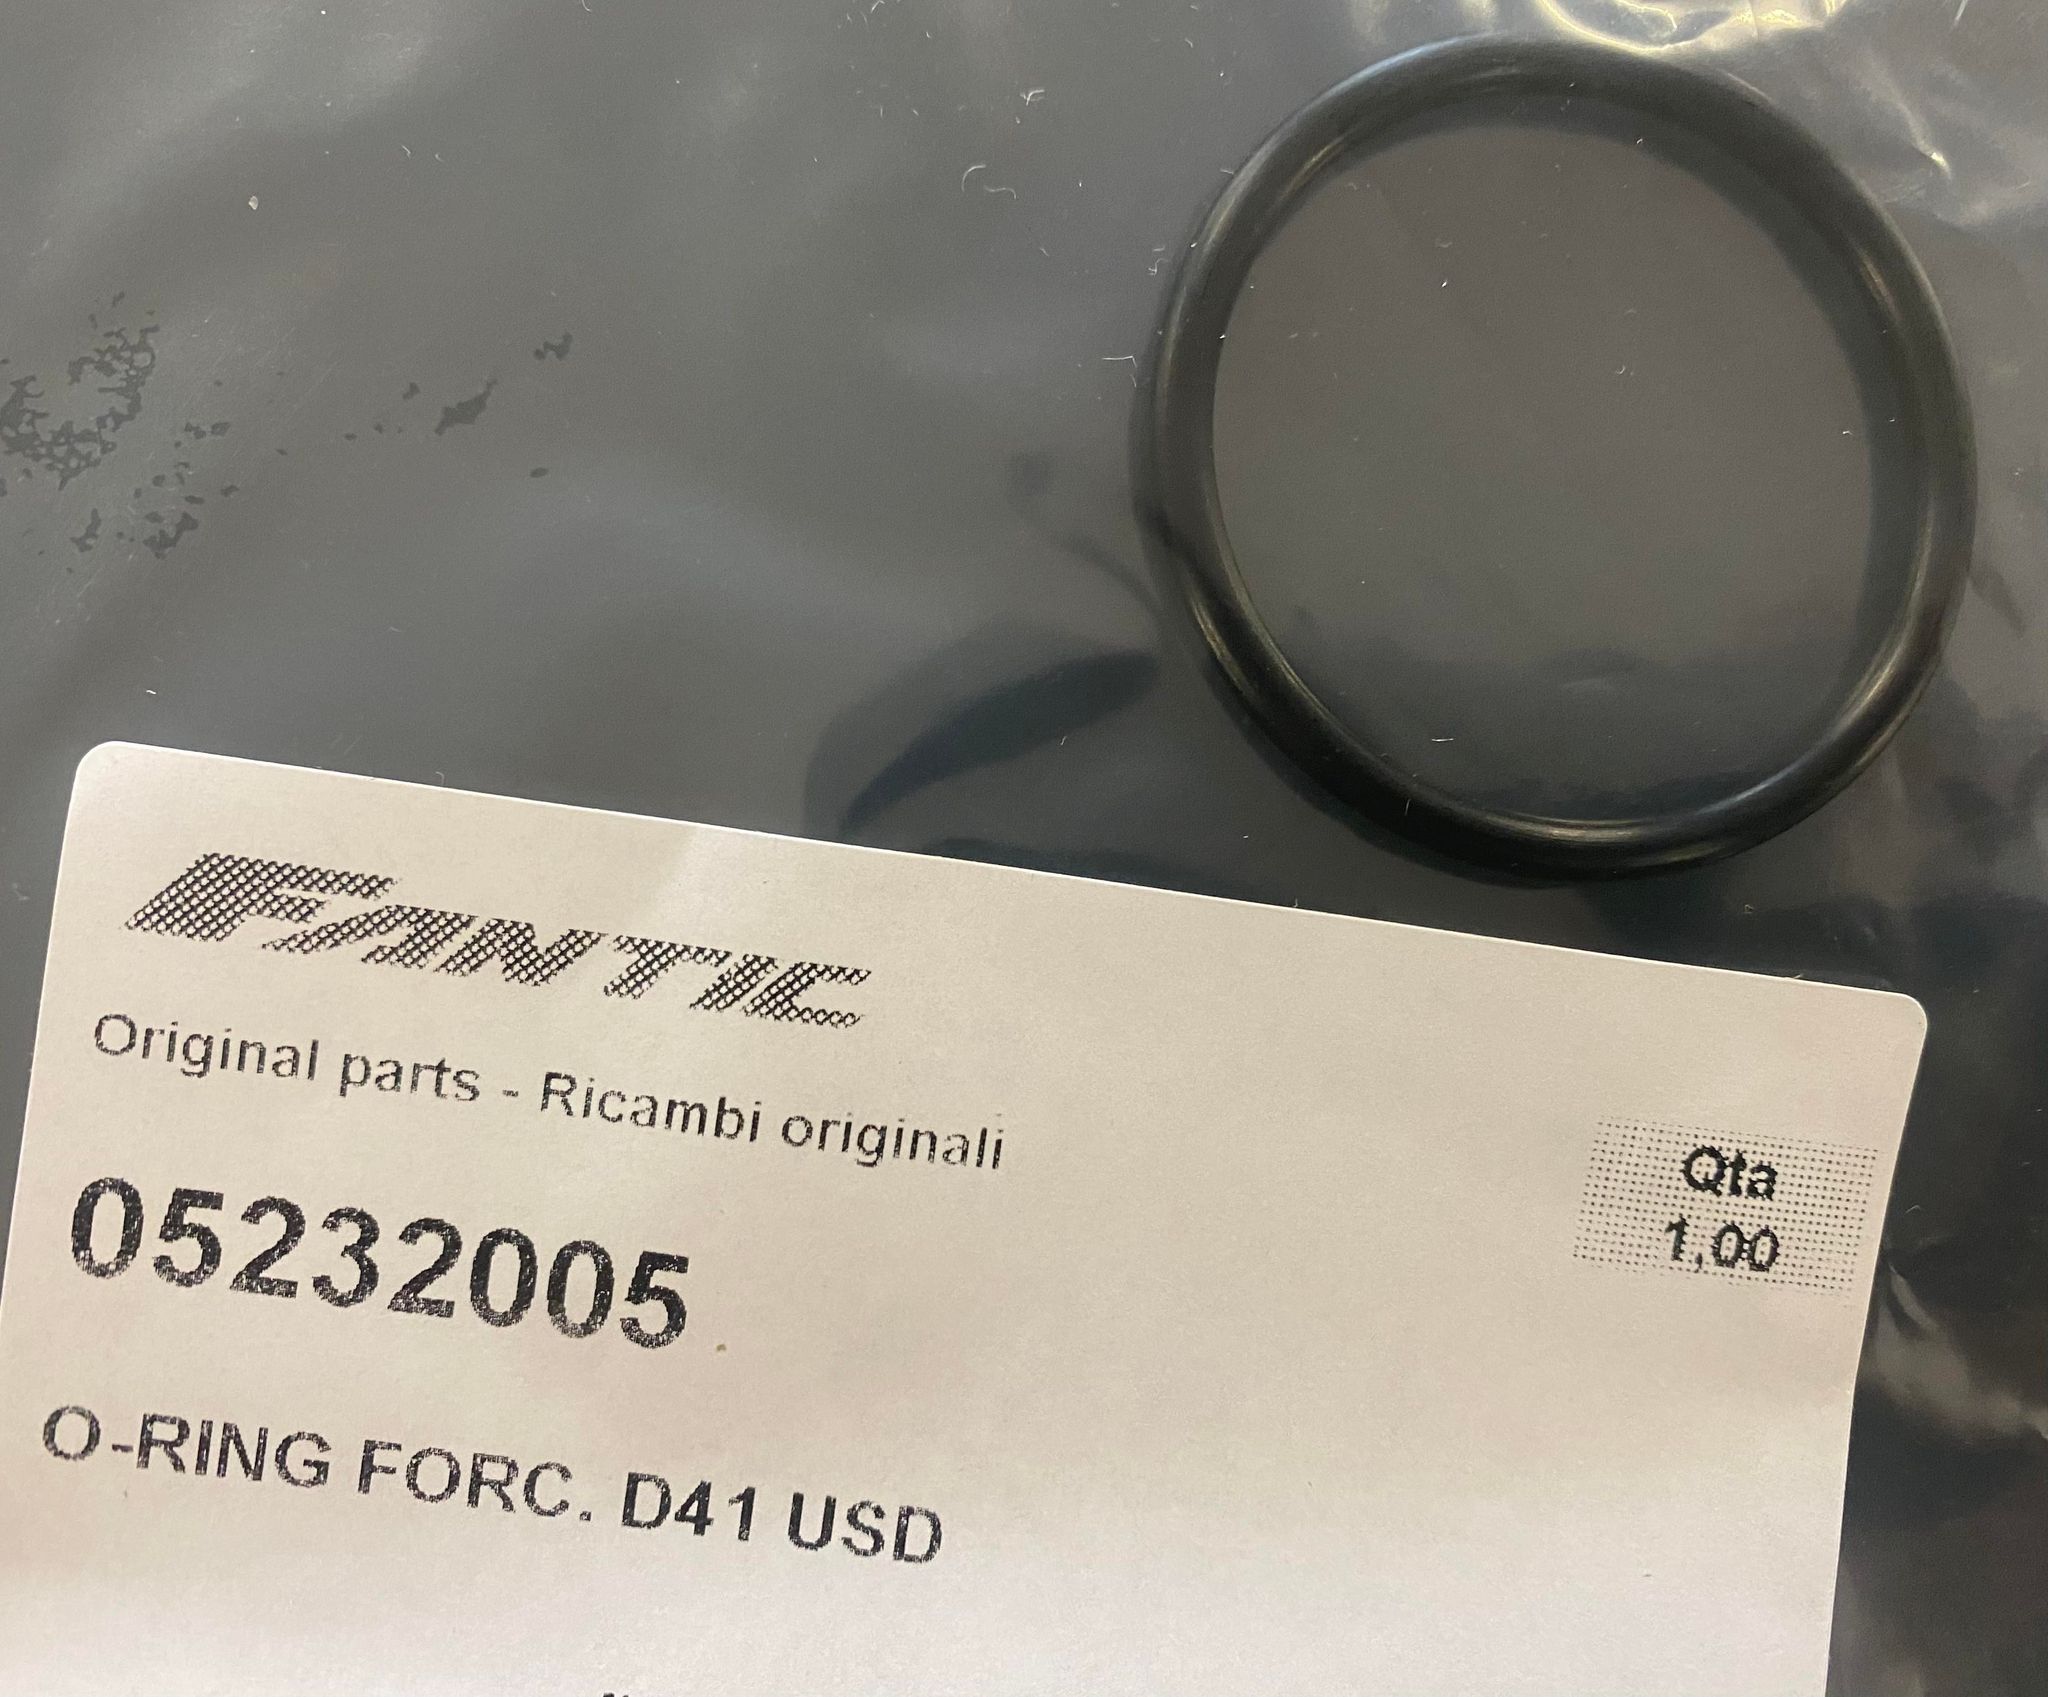 FANTIC
Original parts - Ricambi originali
Qta
1,00
05232005
O-RING FORC. D41 USD